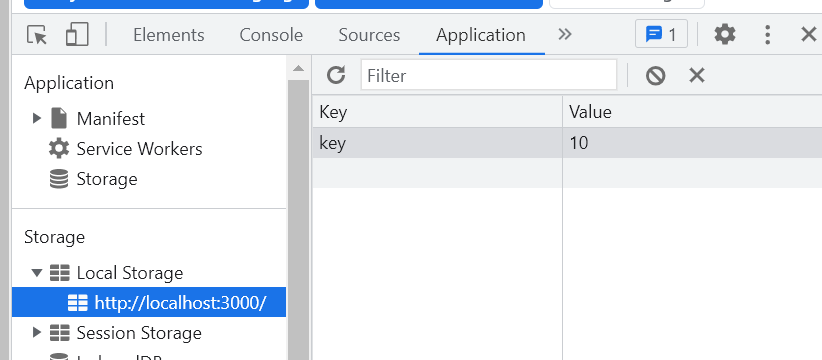 Elements Console Sources Application 1
Application
Manifest
Service Workers
Storage
Storage
Local Storage
http://localhost:3000/
Session Storage
Filter
Key Value
key 10